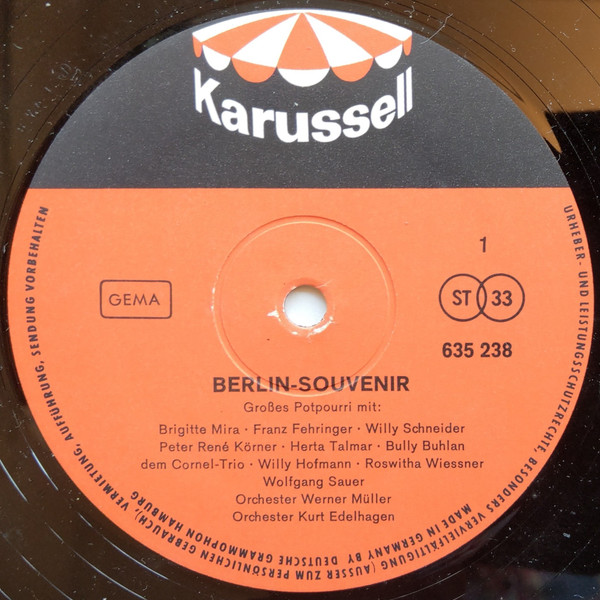 Karussell
1
GEMA
ST 33
635 238
BERLIN-SOUVENIR
Großes Potpourri mit:
Brigitte Mira · Franz Fehringer · Willy Schneider
Peter René Körner · Herta Talmar · Bully Buhlan
dem Cornel-Trio · Willy Hofmann · Roswitha Wiessner
Wolfgang Sauer
Orchester Werner Müller
Orchester Kurt Edelhagen
URHEBER- UND LEISTUNGSSCHUTZRECHTE, BESONDERS VERVIELFÄLTIGUNG (AUSSER ZUM PERSÖNLICHEN GEBRAUCH), VERMIETUNG, AUFFÜHRUNG, SENDUNG VORBEHALTEN
MADE IN GERMANY BY DEUTSCHE GRAMMOPHON HAMBURG